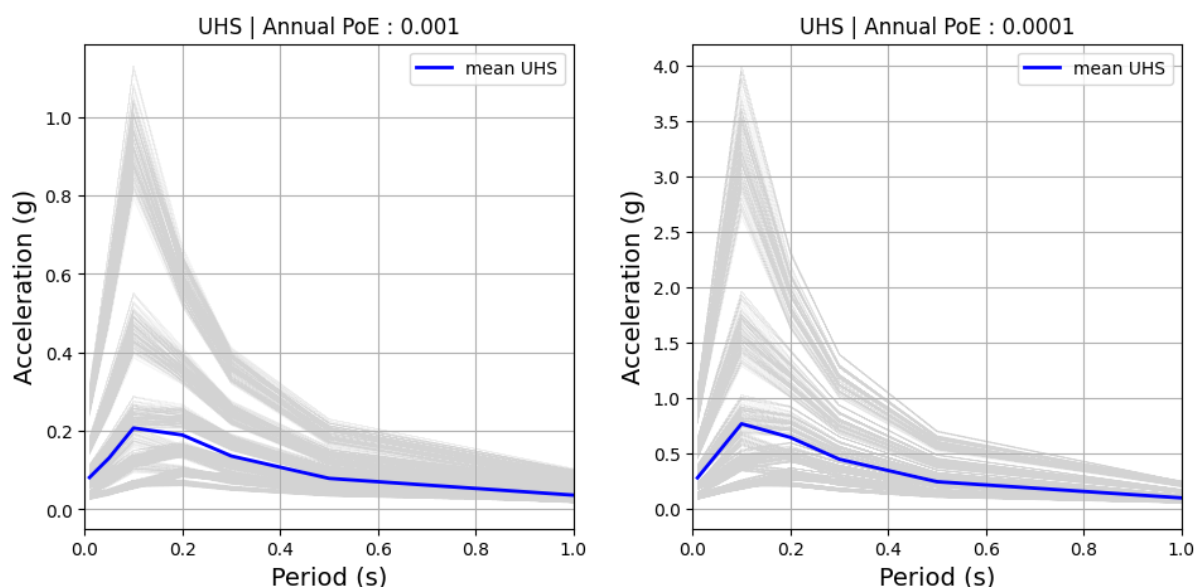 UHS | Annual PoE : 0.001
mean UHS
1.0
0.8
0.6
0.4
0.2
0.0
Acceleration (g)
0.0 0.2 0.4 0.6 0.8 1.0
Period (s)
UHS | Annual PoE : 0.0001
mean UHS
4.0
3.5
3.0
2.5
2.0
1.5
1.0
0.5
0.0
Acceleration (g)
0.0 0.2 0.4 0.6 0.8 1.0
Period (s)